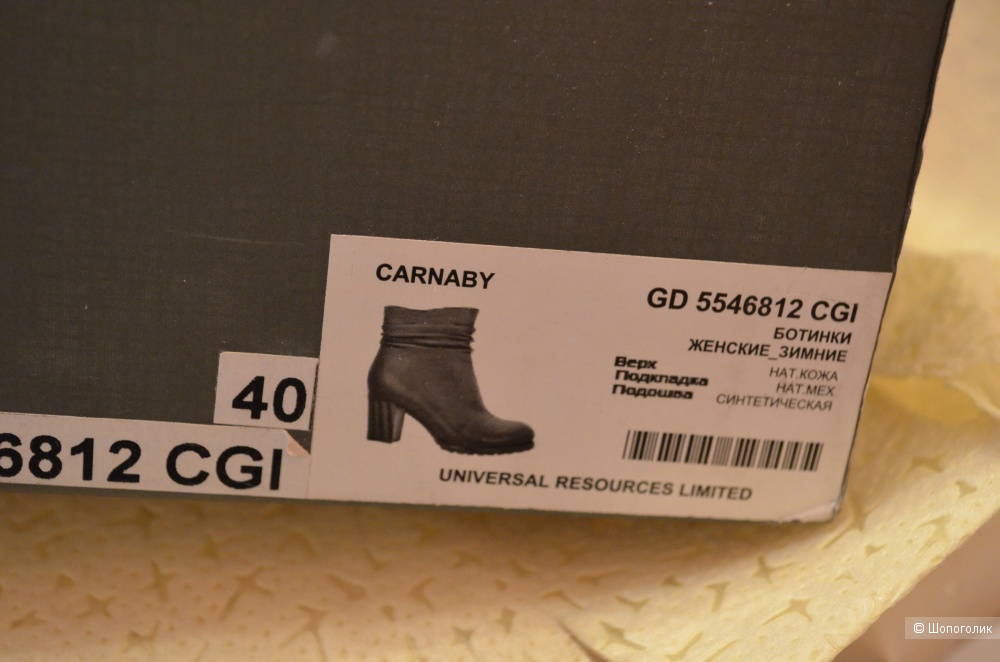 CARNABY
GD 5546812 CGI
БОТИНКИ
ЖЕНСКИЕ_ЗИМНИЕ
Верх НАТ.КОЖА
Подкладка НАТ.МЕХ
Подошва СИНТЕТИЧЕСКАЯ
UNIVERSAL RESOURCES LIMITED
40
6812 CGI
© Шопоголик